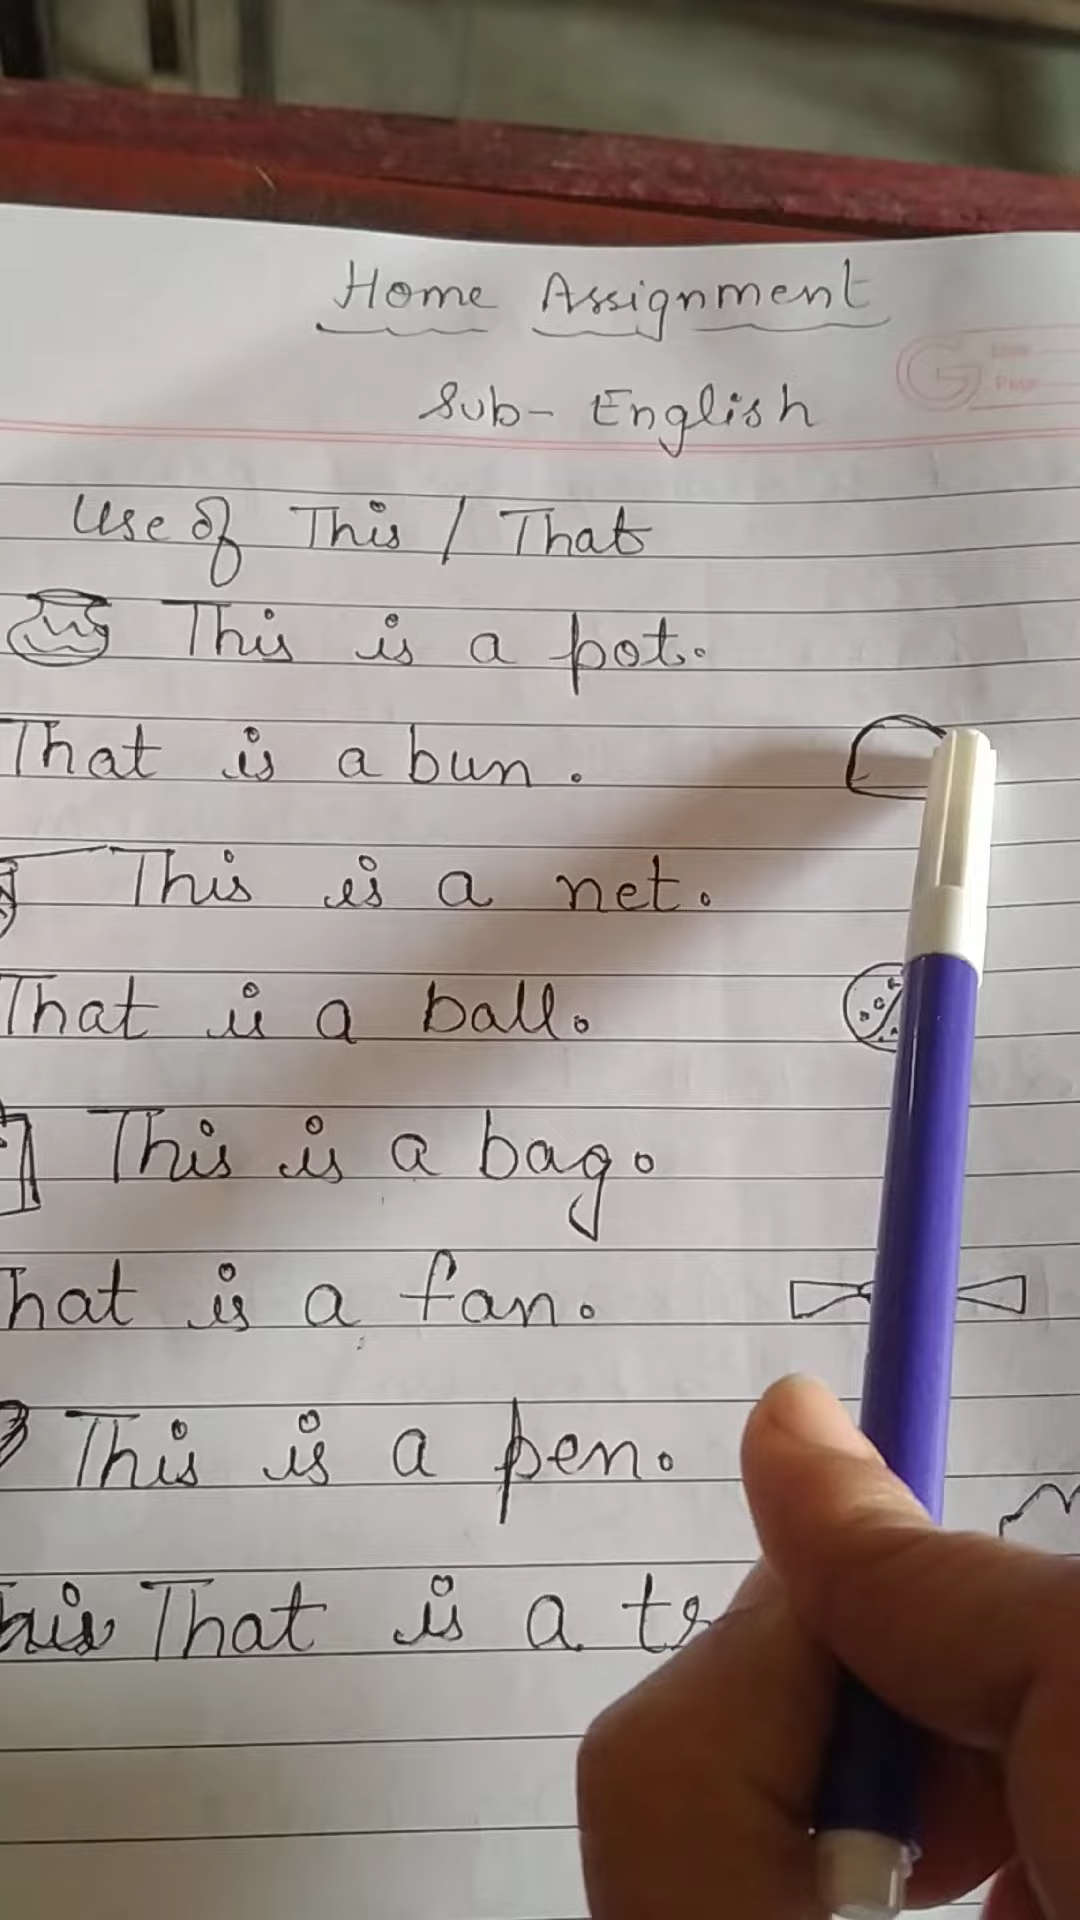 Home Assignment
Sub- English
Use of This / That
This is a pot.
That is a bun.
This is a net.
That is a ball.
This is a bag.
hat is a fan.
This is a pen.
That is a